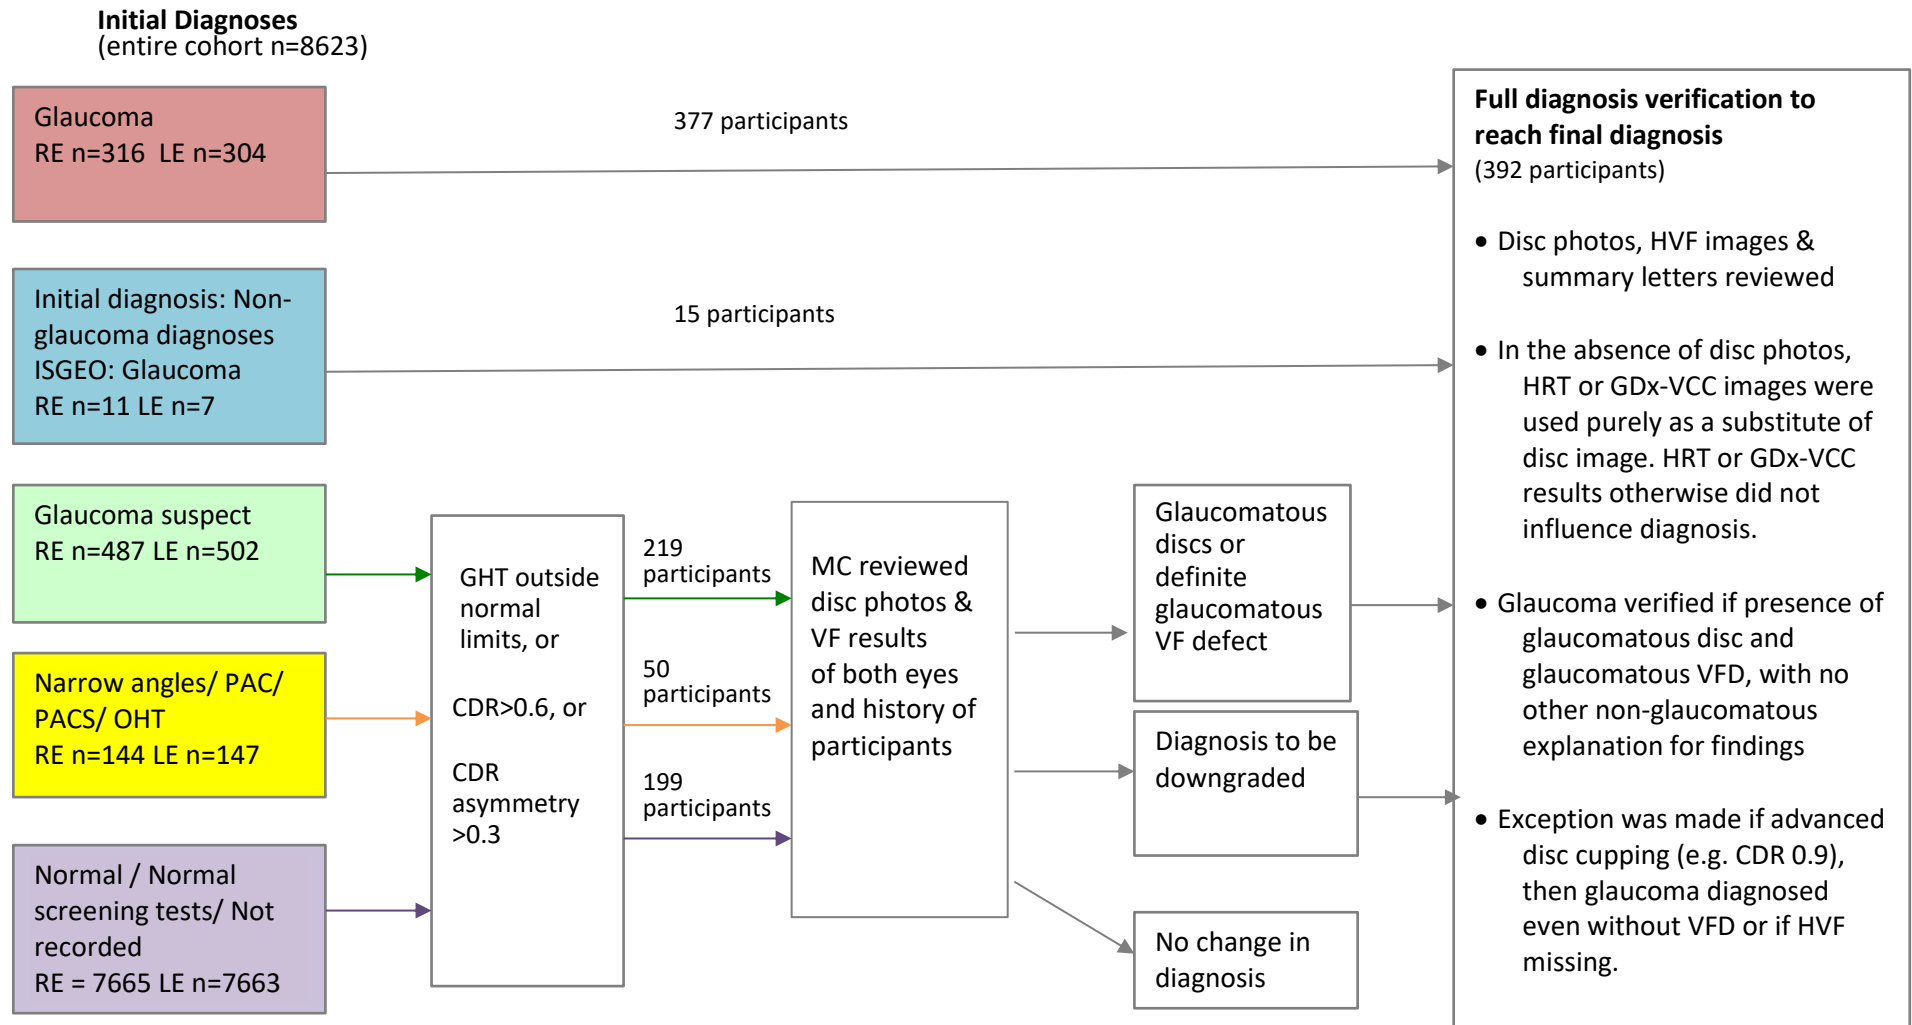 Initial Diagnoses
(entire cohort n=8623)
Glaucoma
RE n=316  LE n=304
377 participants
Initial diagnosis: Non-
glaucoma diagnoses
ISGEO: Glaucoma
RE n=11 LE n=7
15 participants
Glaucoma suspect
RE n=487 LE n=502
Narrow angles/ PAC/
PACS/ OHT
RE n=144 LE n=147
Normal / Normal
screening tests/ Not
recorded
RE = 7665 LE n=7663
GHT outside
normal
limits, or
CDR>0.6, or
CDR
asymmetry
>0.3
219
participants
50
participants
199
participants
MC reviewed
disc photos &
VF results
of both eyes
and history of
participants
Glaucomatous
discs or
definite
glaucomatous
VF defect
Diagnosis to be
downgraded
No change in
diagnosis
Full diagnosis verification to
reach final diagnosis
(392 participants)
• Disc photos, HVF images &
summary letters reviewed
• In the absence of disc photos,
HRT or GDx-VCC images were
used purely as a substitute of
disc image. HRT or GDx-VCC
results otherwise did not
influence diagnosis.
• Glaucoma verified if presence of
glaucomatous disc and
glaucomatous VFD, with no
other non-glaucomatous
explanation for findings
• Exception was made if advanced
disc cupping (e.g. CDR 0.9),
then glaucoma diagnosed
even without VFD or if HVF
missing.